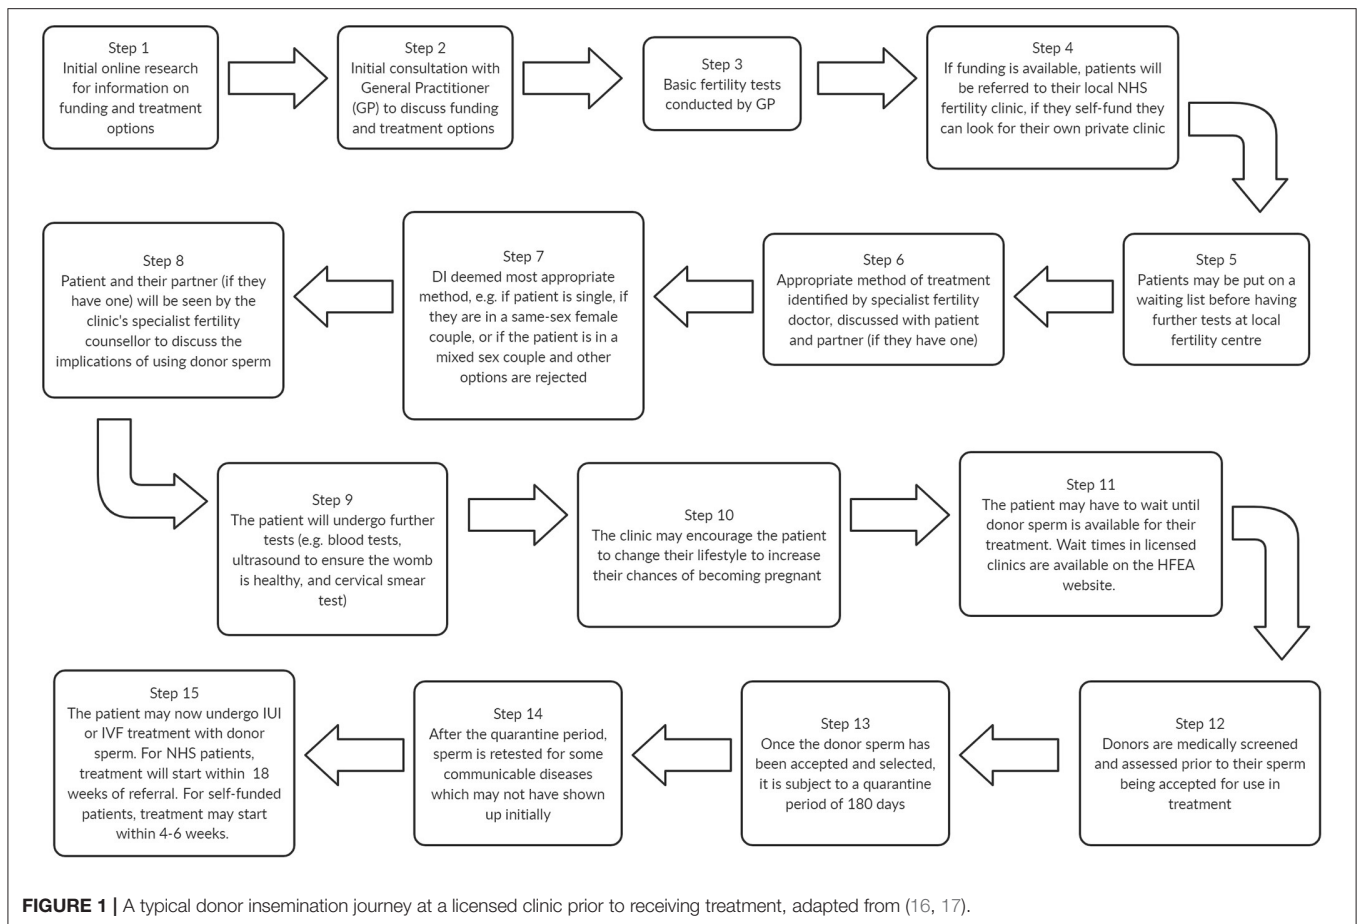 Step 1
Initial online research
for information on
funding and treatment
options
Step 2
Initial consultation with
General Practitioner
(GP) to discuss funding
and treatment options
Step 3
Basic fertility tests
conducted by GP
Step 4
If funding is available, patients will
be referred to their local NHS
fertility clinic, if they self-fund they
can look for their own private clinic
Step 5
Patients may be put on a
waiting list before having
further tests at local
fertility centre
Step 6
Appropriate method of treatment
identified by specialist fertility
doctor, discussed with patient
and partner (if they have one)
Step 7
DI deemed most appropriate
method, e.g. if patient is single, if
they are in a same-sex female
couple, or if the patient is in a
mixed sex couple and other
options are rejected
Step 8
Patient and their partner (if they
have one) will be seen by the
clinic's specialist fertility
counsellor to discuss the
implications of using donor sperm
Step 9
The patient will undergo further
tests (e.g. blood tests,
ultrasound to ensure the womb
is healthy, and cervical smear
test)
Step 10
The clinic may encourage the patient
to change their lifestyle to increase
their chances of becoming pregnant
Step 11
The patient may have to wait until
donor sperm is available for their
treatment. Wait times in licensed
clinics are available on the HFEA
website.
Step 12
Donors are medically screened
and assessed prior to their sperm
being accepted for use in
treatment
Step 13
Once the donor sperm has
been accepted and selected,
it is subject to a quarantine
period of 180 days
Step 14
After the quarantine period,
sperm is retested for some
communicable diseases
which may not have shown
up initially
Step 15
The patient may now undergo IUI
or IVF treatment with donor
sperm. For NHS patients,
treatment will start within 18
weeks of referral. For self-funded
patients, treatment may start
within 4-6 weeks.
FIGURE 1 | A typical donor insemination journey at a licensed clinic prior to receiving treatment, adapted from (16, 17).